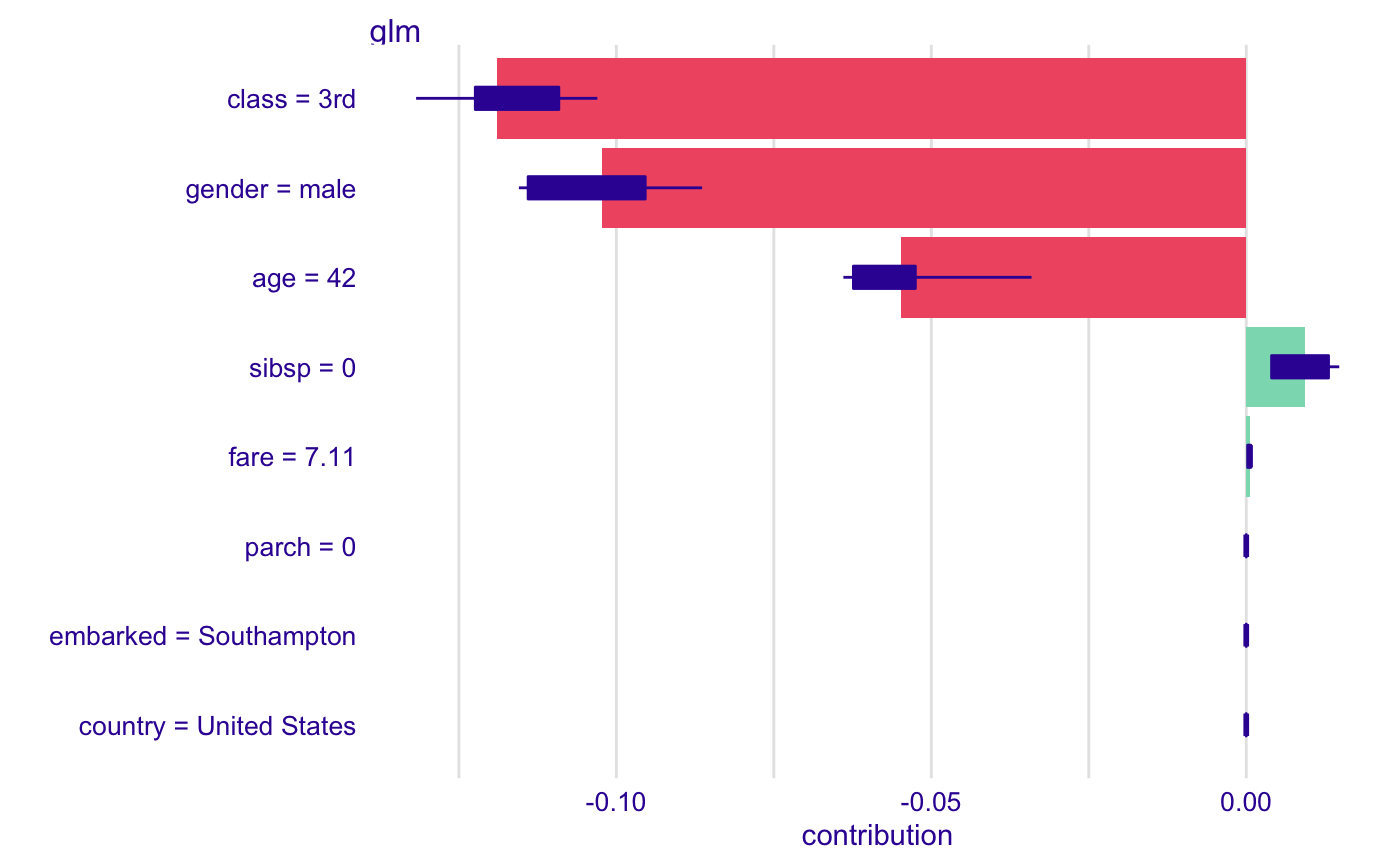 glm
class = 3rd
gender = male
age = 42
sibsp = 0
fare = 7.11
parch = 0
embarked = Southampton
country = United States
-0.10 -0.05 0.00
contribution